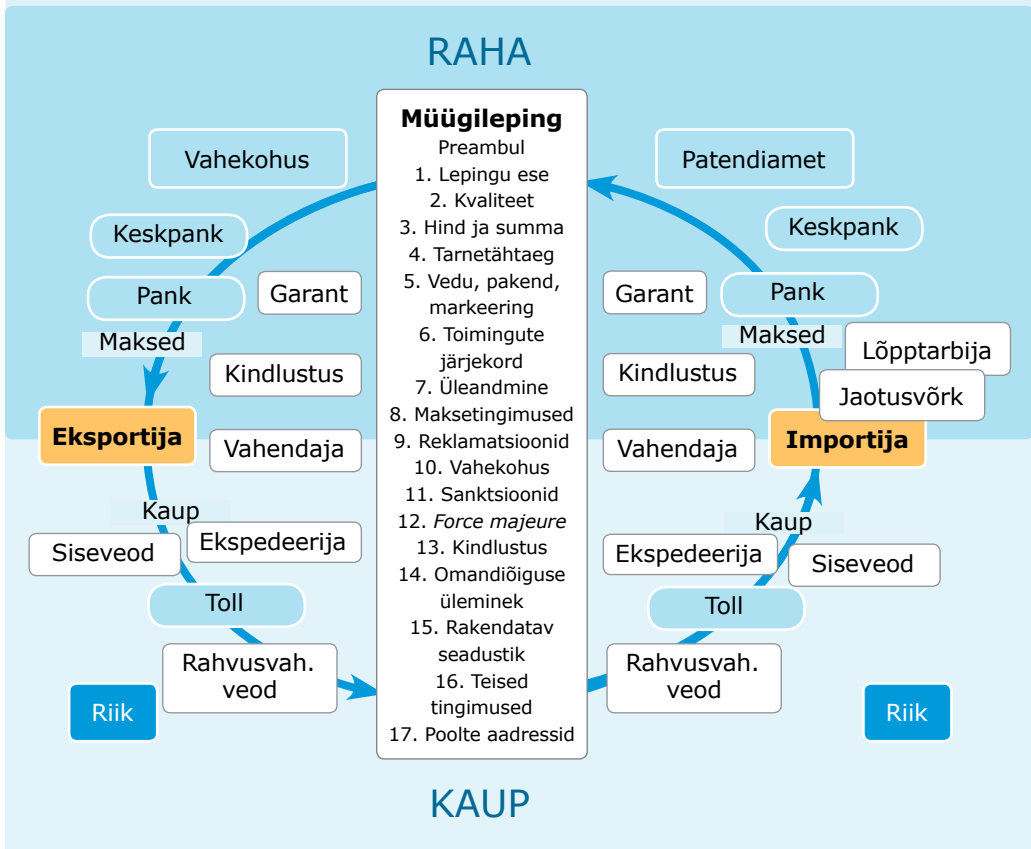 RAHA
Müügileping
Preambul
1. Lepingu ese
2. Kvaliteet
3. Hind ja summa
4. Tarnetähtaeg
5. Vedu, pakend,
markeering
6. Toimingute
järjekord
7. Üleandmine
8. Maksetingimused
9. Reklamatsioonid
10. Vahekohus
11. Sanktsioonid
12. Force majeure
13. Kindlustus
14. Omandiõiguse
üleminek
15. Rakendatav
seadustik
16. Teised
tingimused
17. Poolte aadressid
Vahekohus
Keskpank
Pank
Garant
Maksed
Kindlustus
Eksportija
Vahendaja
Kaup
Siseveod
Ekspedeerija
Toll
Rahvusvah.
veod
Riik
Patendiamet
Keskpank
Garant
Pank
Maksed
Lõpptarbija
Kindlustus
Jaotusvõrk
Vahendaja
Importija
Kaup
Ekspedeerija
Siseveod
Toll
Rahvusvah.
veod
Riik
KAUP